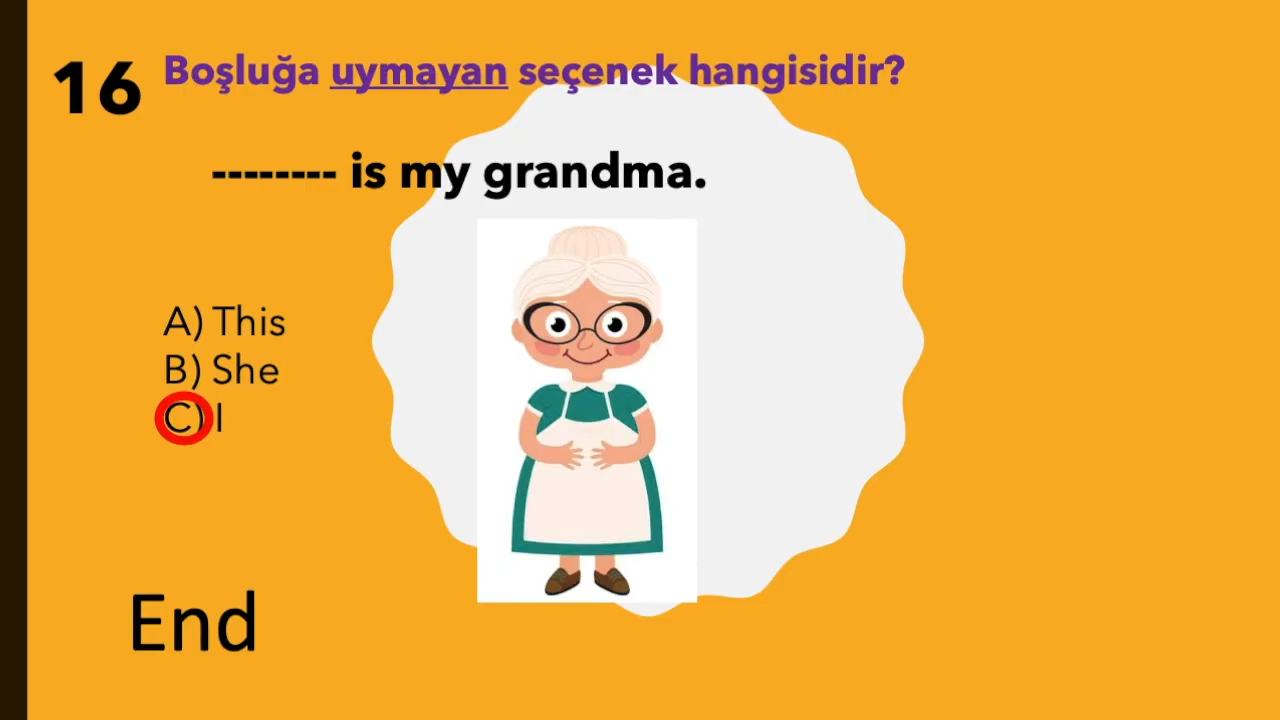 16
Boşluğa uymayan seçenek hangisidir?
-------- is my grandma.
A) This
B) She
C) I
End